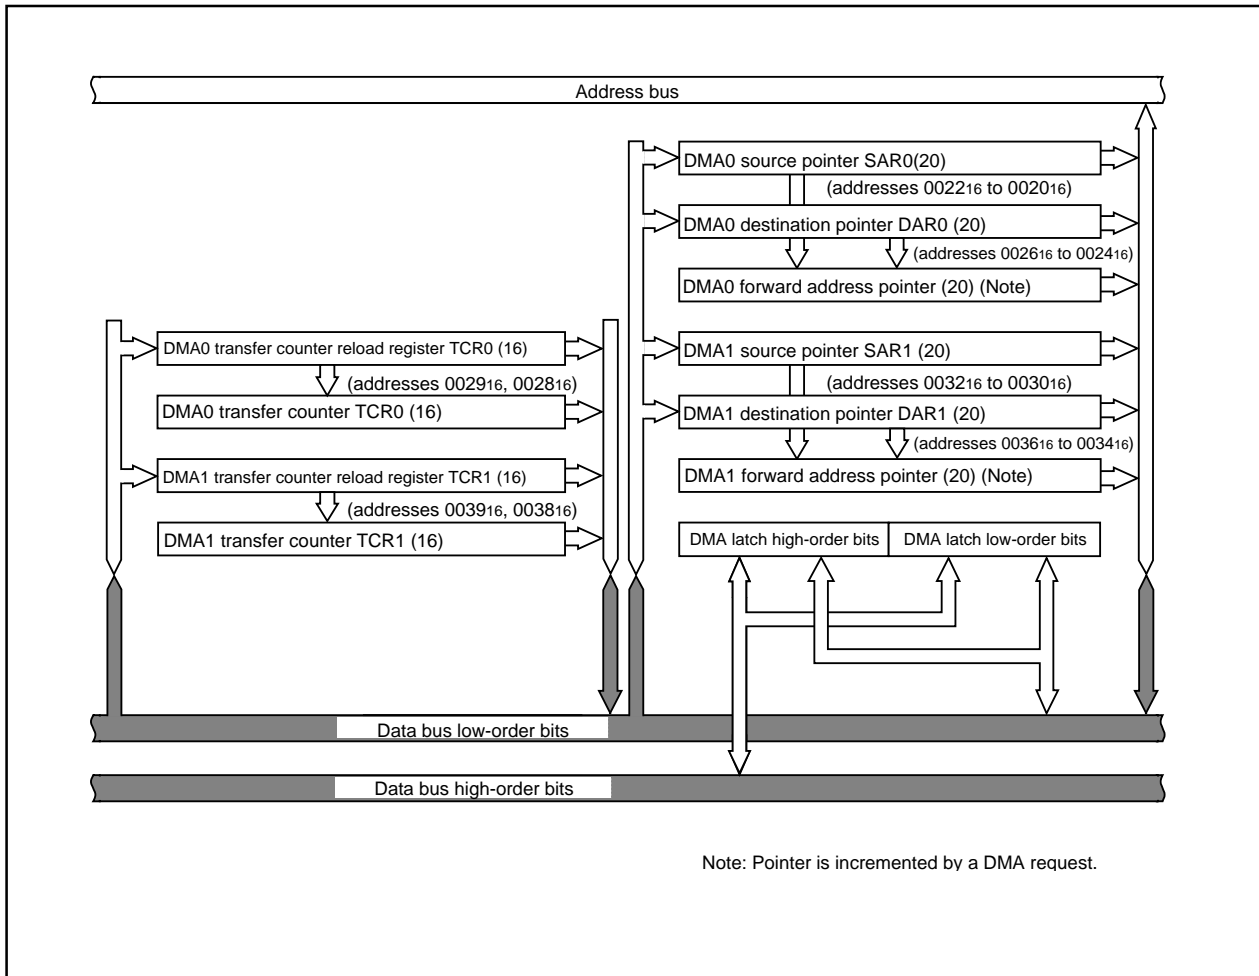 Address bus
DMA0 source pointer SAR0(20)
(addresses 002216 to 002016)
DMA0 destination pointer DAR0 (20)
(addresses 002616 to 002416)
DMA0 forward address pointer (20) (Note)
DMA0 transfer counter reload register TCR0 (16)
(addresses 002916, 002816)
DMA0 transfer counter TCR0 (16)
DMA1 transfer counter reload register TCR1 (16)
(addresses 003916, 003816)
DMA1 transfer counter TCR1 (16)
DMA1 source pointer SAR1 (20)
(addresses 003216 to 003016)
DMA1 destination pointer DAR1 (20)
(addresses 003616 to 003416)
DMA1 forward address pointer (20) (Note)
DMA latch high-order bits
DMA latch low-order bits
Data bus low-order bits
Data bus high-order bits
Note: Pointer is incremented by a DMA request.